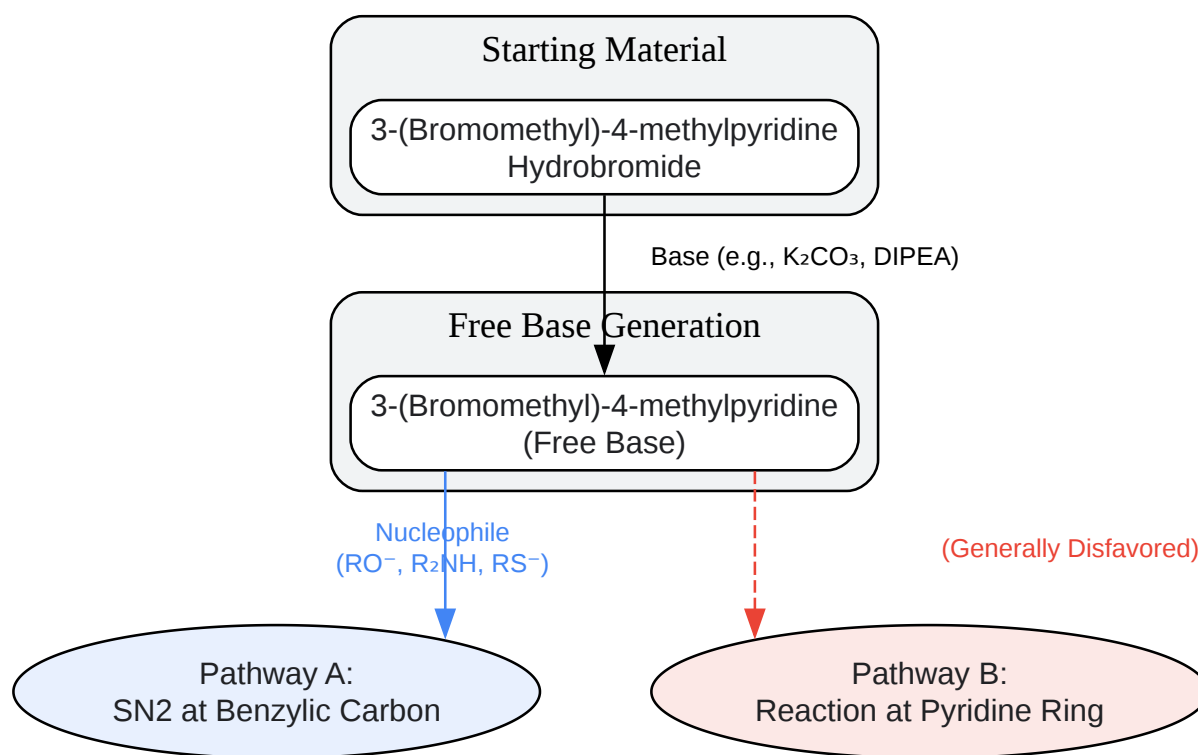 Starting Material
3-(Bromomethyl)-4-methylpyridine
Hydrobromide
Base (e.g., K₂CO₃, DIPEA)
Free Base Generation
3-(Bromomethyl)-4-methylpyridine
(Free Base)
Nucleophile
(RO⁻, R₂NH, RS⁻)
(Generally Disfavored)
Pathway A:
SN2 at Benzylic Carbon
Pathway B:
Reaction at Pyridine Ring